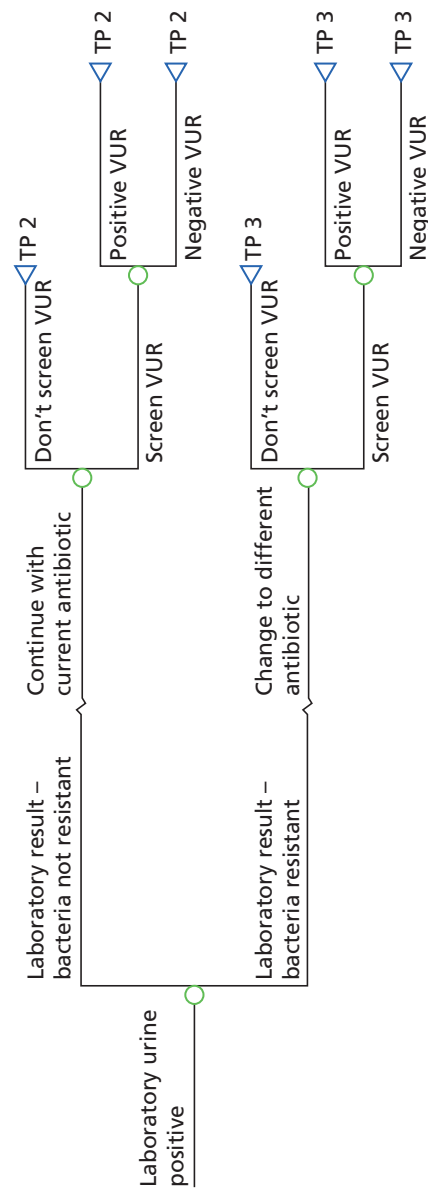 Laboratory urine
positive
Laboratory result –
bacteria not resistant
Continue with
current antibiotic
Don't screen VUR
TP 2
Screen VUR
Positive VUR
TP 2
Negative VUR
TP 2
Laboratory result –
bacteria resistant
Change to different
antibiotic
Don't screen VUR
TP 3
Screen VUR
Positive VUR
TP 3
Negative VUR
TP 3